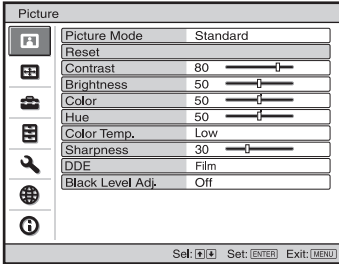 Picture
Picture Mode Standard
Reset
Contrast 80
Brightness 50
Color 50
Hue 50
Color Temp. Low
Sharpness 30
DDE Film
Black Level Adj. Off
Sel: Set: ENTER Exit: MENU